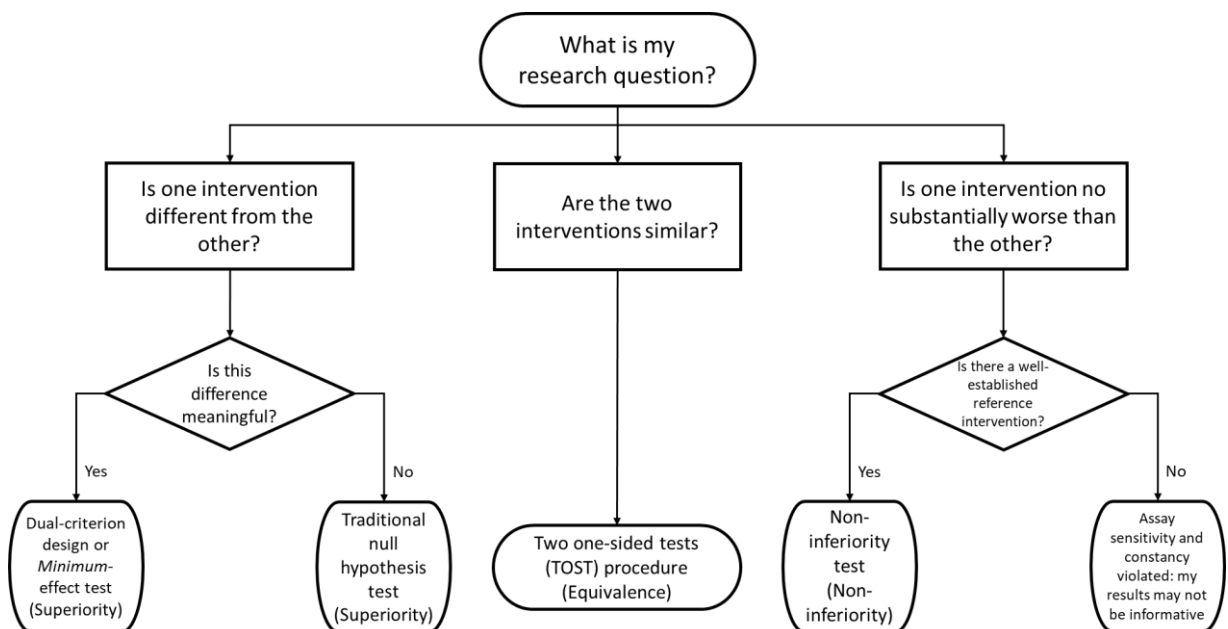 What is my
research question?
Is one intervention
different from the
other?
Are the two
interventions similar?
Is one intervention no
substantially worse than
the other?
Is this
difference
meaningful?
Is there a well-
established
reference
intervention?
Yes
No
Yes
No
Dual-criterion
design or
Minimum-
effect test
(Superiority)
Traditional
null
hypothesis
test
(Superiority)
Two one-sided tests
(TOST) procedure
(Equivalence)
Non-
inferiority
test
(Non-
inferiority)
Assay
sensitivity and
constancy
violated: my
results may not
be informative